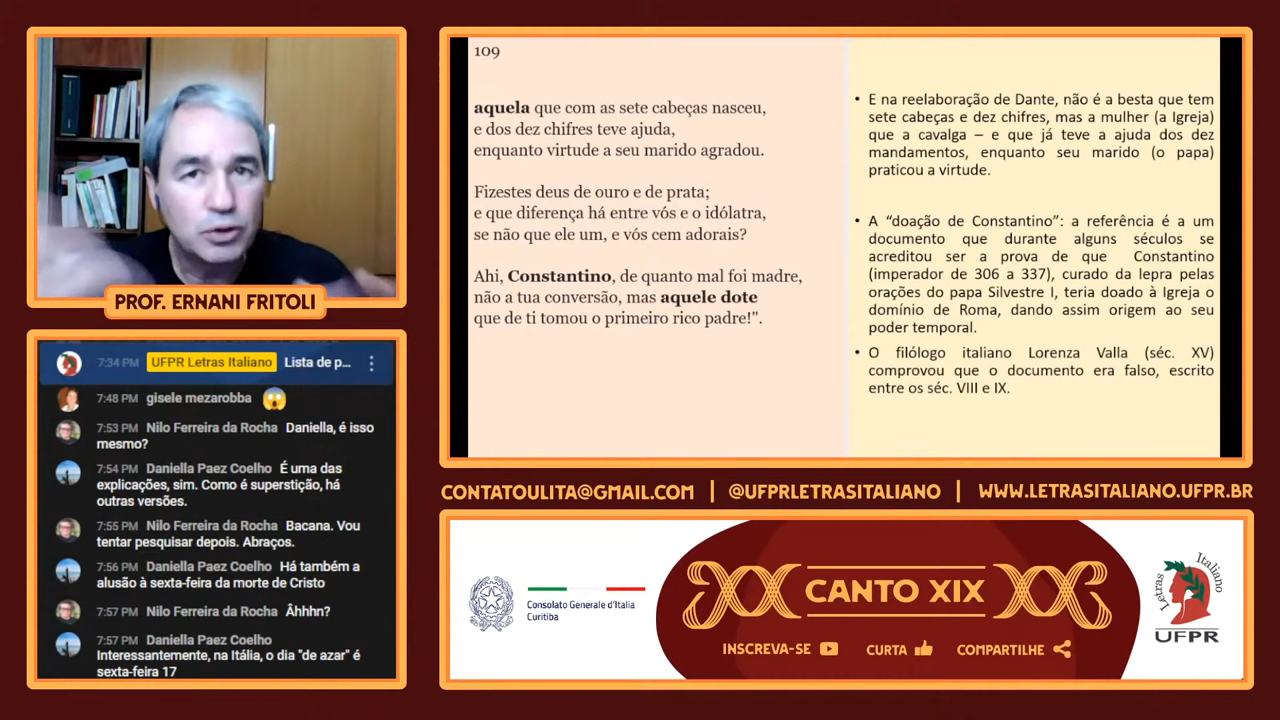 PROF. ERNANI FRITOLI
7:34 PM UFPR Letras Italiano Lista de p...
7:48 PM gisele mezarobba 😱
7:53 PM Nilo Ferreira da Rocha Daniella, é isso
mesmo?
7:54 PM Daniella Paez Coelho É uma das
explicações, sim. Como é superstição, há
outras versões.
7:55 PM Nilo Ferreira da Rocha Bacana. Vou
tentar pesquisar depois. Abraços.
7:56 PM Daniella Paez Coelho Há também a
alusão à sexta-feira da morte de Cristo
7:57 PM Nilo Ferreira da Rocha Âhhhn?
7:57 PM Daniella Paez Coelho
Interessantemente, na Itália, o dia "de azar" é
sexta-feira 17
109
aquela que com as sete cabeças nasceu,
e dos dez chifres teve ajuda,
enquanto virtude a seu marido agradou.
Fizestes deus de ouro e de prata;
e que diferença há entre vós e o idólatra,
se não que ele um, e vós cem adorais?
Ahi, Constantino, de quanto mal foi madre,
não a tua conversão, mas aquele dote
que de ti tomou o primeiro rico padre!".
• E na reelaboração de Dante, não é a besta que tem
sete cabeças e dez chifres, mas a mulher (a Igreja)
que a cavalga – e que já teve a ajuda dos dez
mandamentos, enquanto seu marido (o papa)
praticou a virtude.
• A “doação de Constantino”: a referência é a um
documento que durante alguns séculos se
acreditou ser a prova de que Constantino
(imperador de 306 a 337), curado da lepra pelas
orações do papa Silvestre I, teria doado à Igreja o
domínio de Roma, dando assim origem ao seu
poder temporal.
• O filólogo italiano Lorenza Valla (séc. XV)
comprovou que o documento era falso, escrito
entre os séc. VIII e IX.
CONTATOULITA@GMAIL.COM | @UFPRLETRASITALIANO | WWW.LETRASITALIANO.UFPR.BR
Consolato Generale d'Italia
Curitiba
CANTO XIX
INSCREVA-SE CURTA COMPARTILHE
Letras Italiano
UFPR